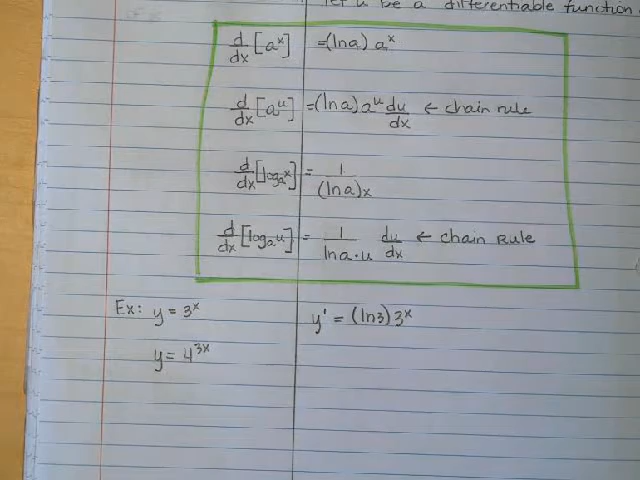 let u be a differentiable function
d/dx [a^x] = (ln a) a^x
d/dx [a^u] = (ln a) a^u du/dx ← chain rule
d/dx [log_a x] = 1/(ln a)x
d/dx [log_a u] = 1/ln a · u du/dx ← chain Rule
Ex: y = 3^x y' = (ln 3) 3^x
y = 4^3x